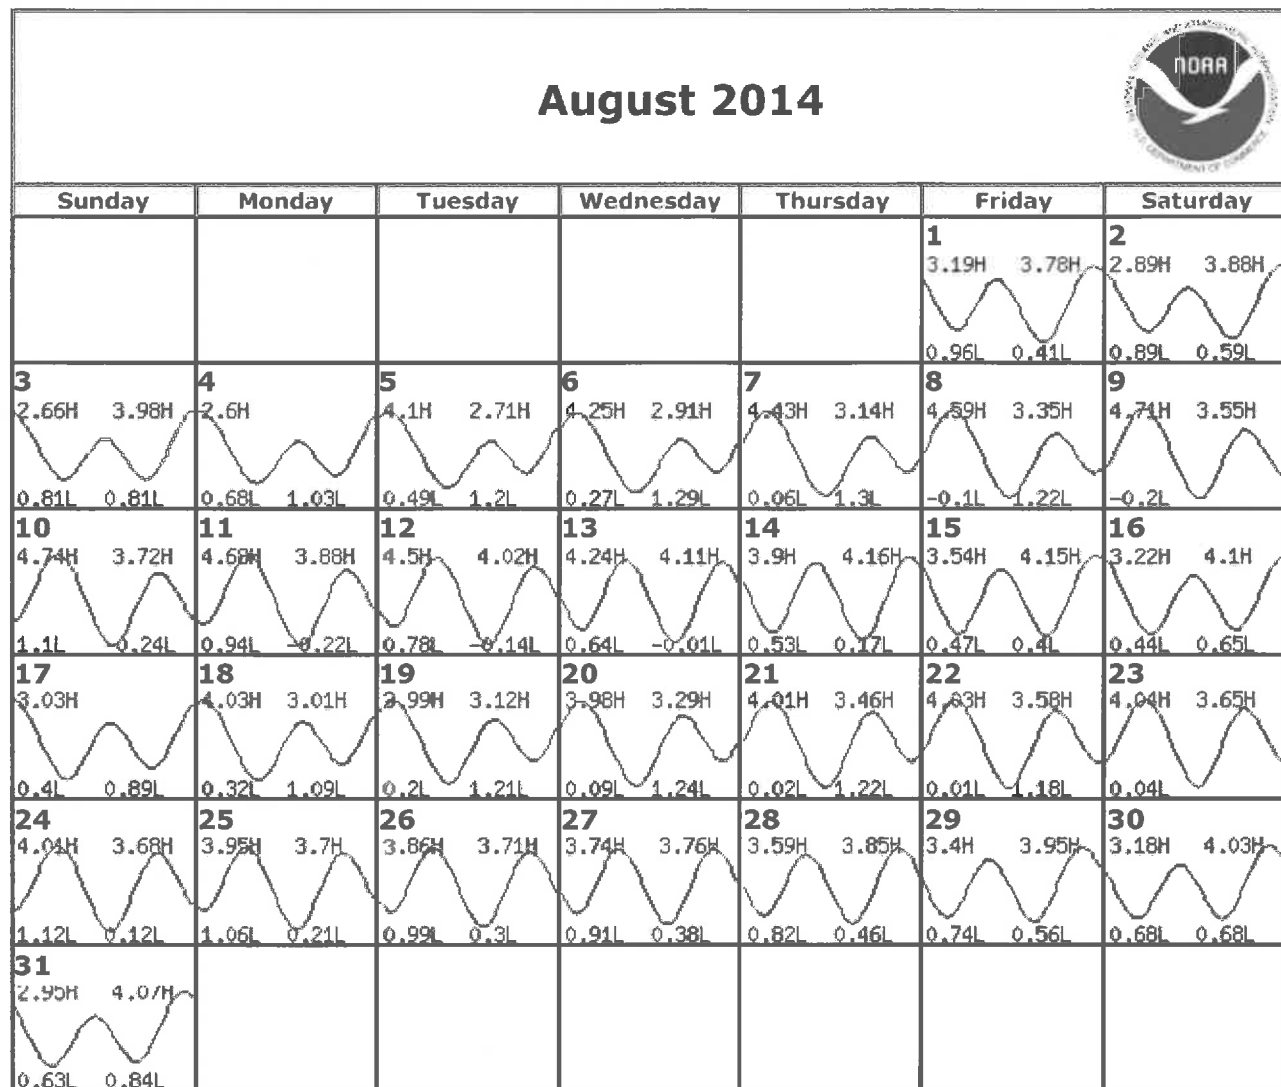 August 2014
NOAA
Sunday Monday Tuesday Wednesday Thursday Friday Saturday
1 2
3.19H 3.78H 2.89H 3.88H
0.96L 0.41L 0.89L 0.59L
3 4 5 6 7 8 9
2.66H 3.98H 2.6H 4.1H 2.71H 4.25H 2.91H 4.43H 3.14H 4.59H 3.35H 4.71H 3.55H
0.81L 0.81L 0.68L 1.03L 0.49L 1.2L 0.27L 1.29L 0.06L 1.3L -0.1L 1.22L -0.2L
10 11 12 13 14 15 16
4.74H 3.72H 4.68H 3.88H 4.5H 4.02H 4.24H 4.11H 3.9H 4.16H 3.54H 4.15H 3.22H 4.1H
1.1L -0.24L 0.94L -0.22L 0.78L -0.14L 0.64L -0.01L 0.53L 0.17L 0.47L 0.4L 0.44L 0.65L
17 18 19 20 21 22 23
3.03H 4.03H 3.01H 3.99H 3.12H 3.98H 3.29H 4.01H 3.46H 4.03H 3.58H 4.04H 3.65H
0.4L 0.89L 0.32L 1.09L 0.2L 1.21L 0.09L 1.24L 0.02L 1.22L 0.01L 1.18L 0.04L
24 25 26 27 28 29 30
4.01H 3.68H 3.95H 3.7H 3.86H 3.71H 3.74H 3.76H 3.59H 3.85H 3.4H 3.95H 3.18H 4.03H
1.12L 0.12L 1.06L 0.21L 0.99L 0.3L 0.91L 0.38L 0.82L 0.46L 0.74L 0.56L 0.68L 0.68L
31
2.95H 4.07H
0.63L 0.84L